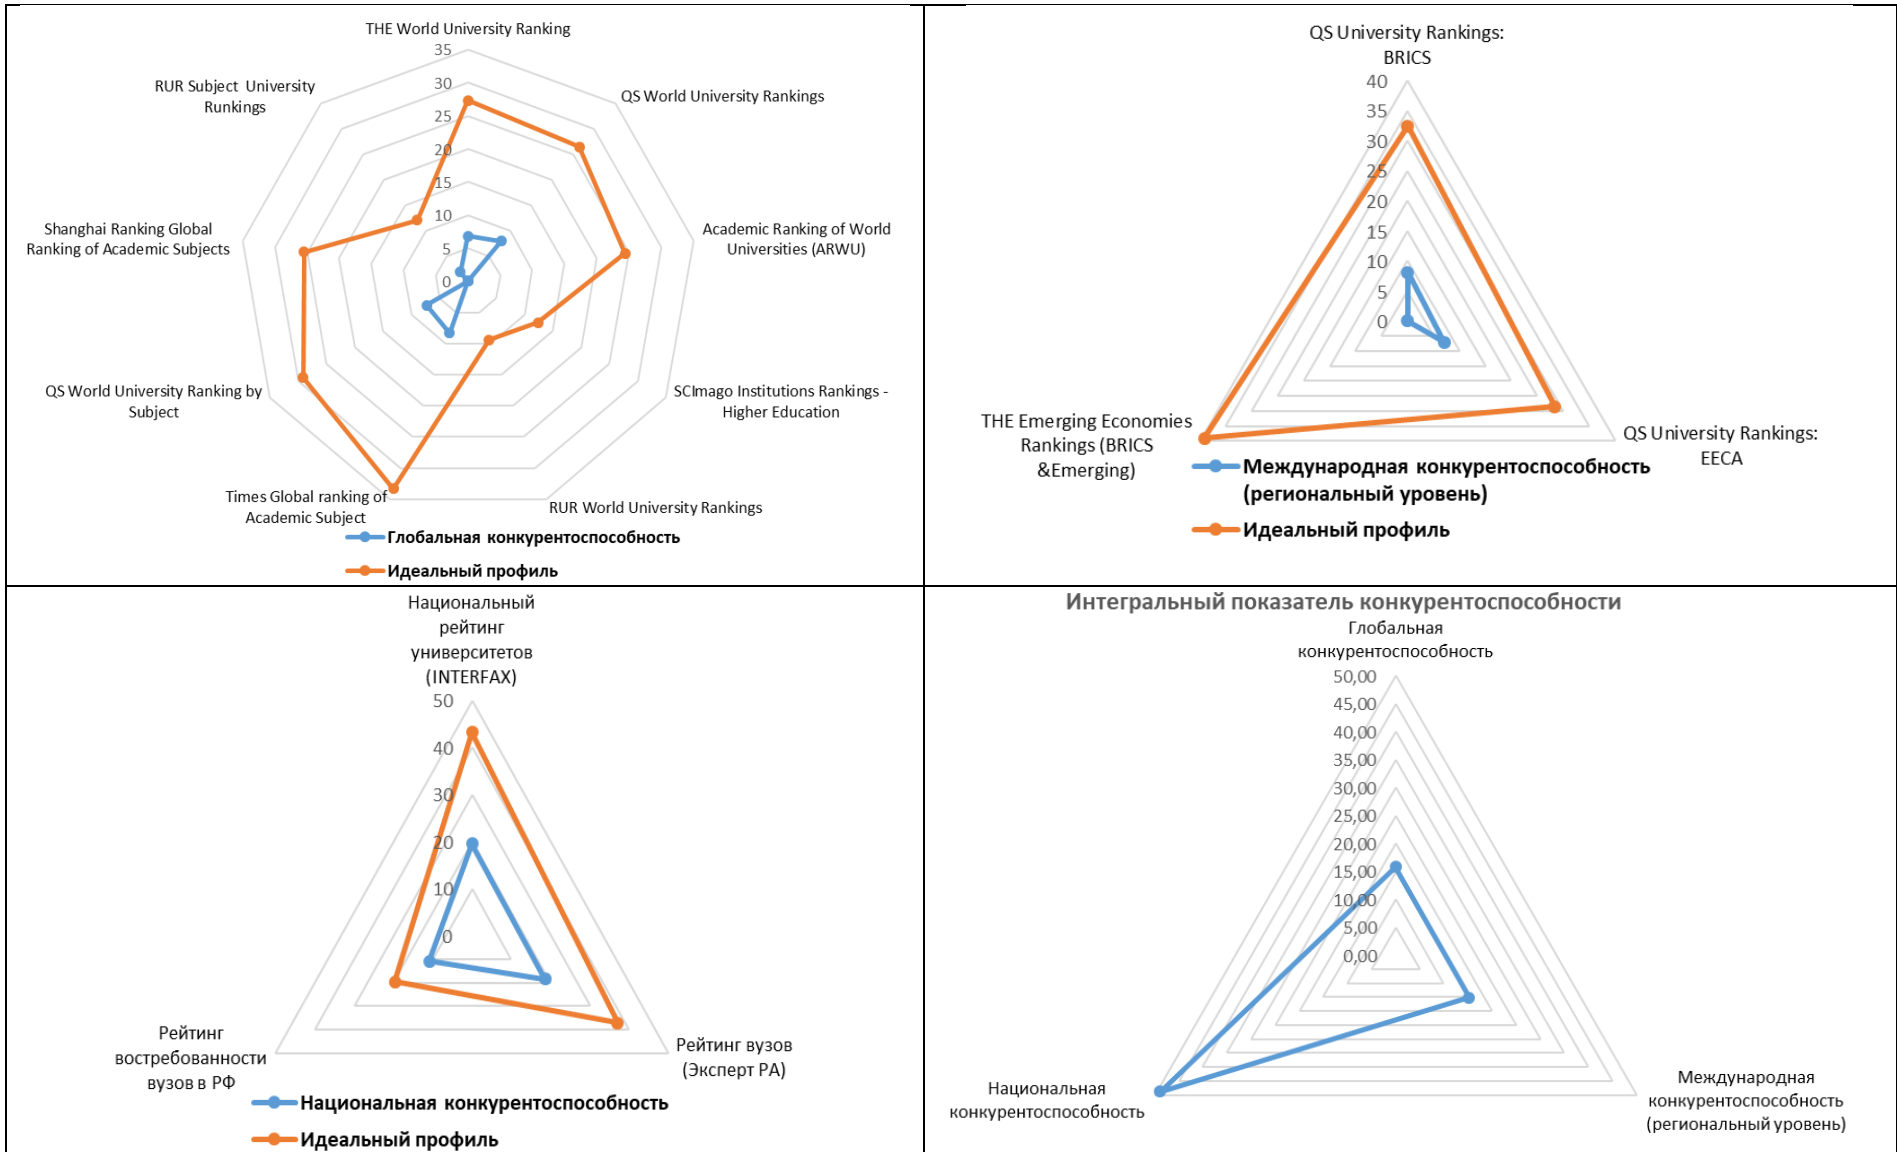 THE World University Ranking
35
30
25
20
15
10
5
0
QS World University Rankings
Academic Ranking of World
Universities (ARWU)
SCImago Institutions Rankings -
Higher Education
RUR World University Rankings
Times Global ranking of
Academic Subject
QS World University Ranking by
Subject
Shanghai Ranking Global
Ranking of Academic Subjects
RUR Subject University
Runkings
Глобальная конкурентоспособность
Идеальный профиль
QS University Rankings:
BRICS
40
35
30
25
20
15
10
5
0
QS University Rankings:
EECA
THE Emerging Economies
Rankings (BRICS
&Emerging)
Международная конкурентоспособность
(региональный уровень)
Идеальный профиль
Национальный
рейтинг
университетов
(INTERFAX)
50
40
30
20
10
0
Рейтинг вузов
(Эксперт РА)
Рейтинг
востребованности
вузов в РФ
Национальная конкурентоспособность
Идеальный профиль
Интегральный показатель конкурентоспособности
Глобальная
конкурентоспособность
50,00
45,00
40,00
35,00
30,00
25,00
20,00
15,00
10,00
5,00
0,00
Международная
конкурентоспособность
(региональный уровень)
Национальная
конкурентоспособность